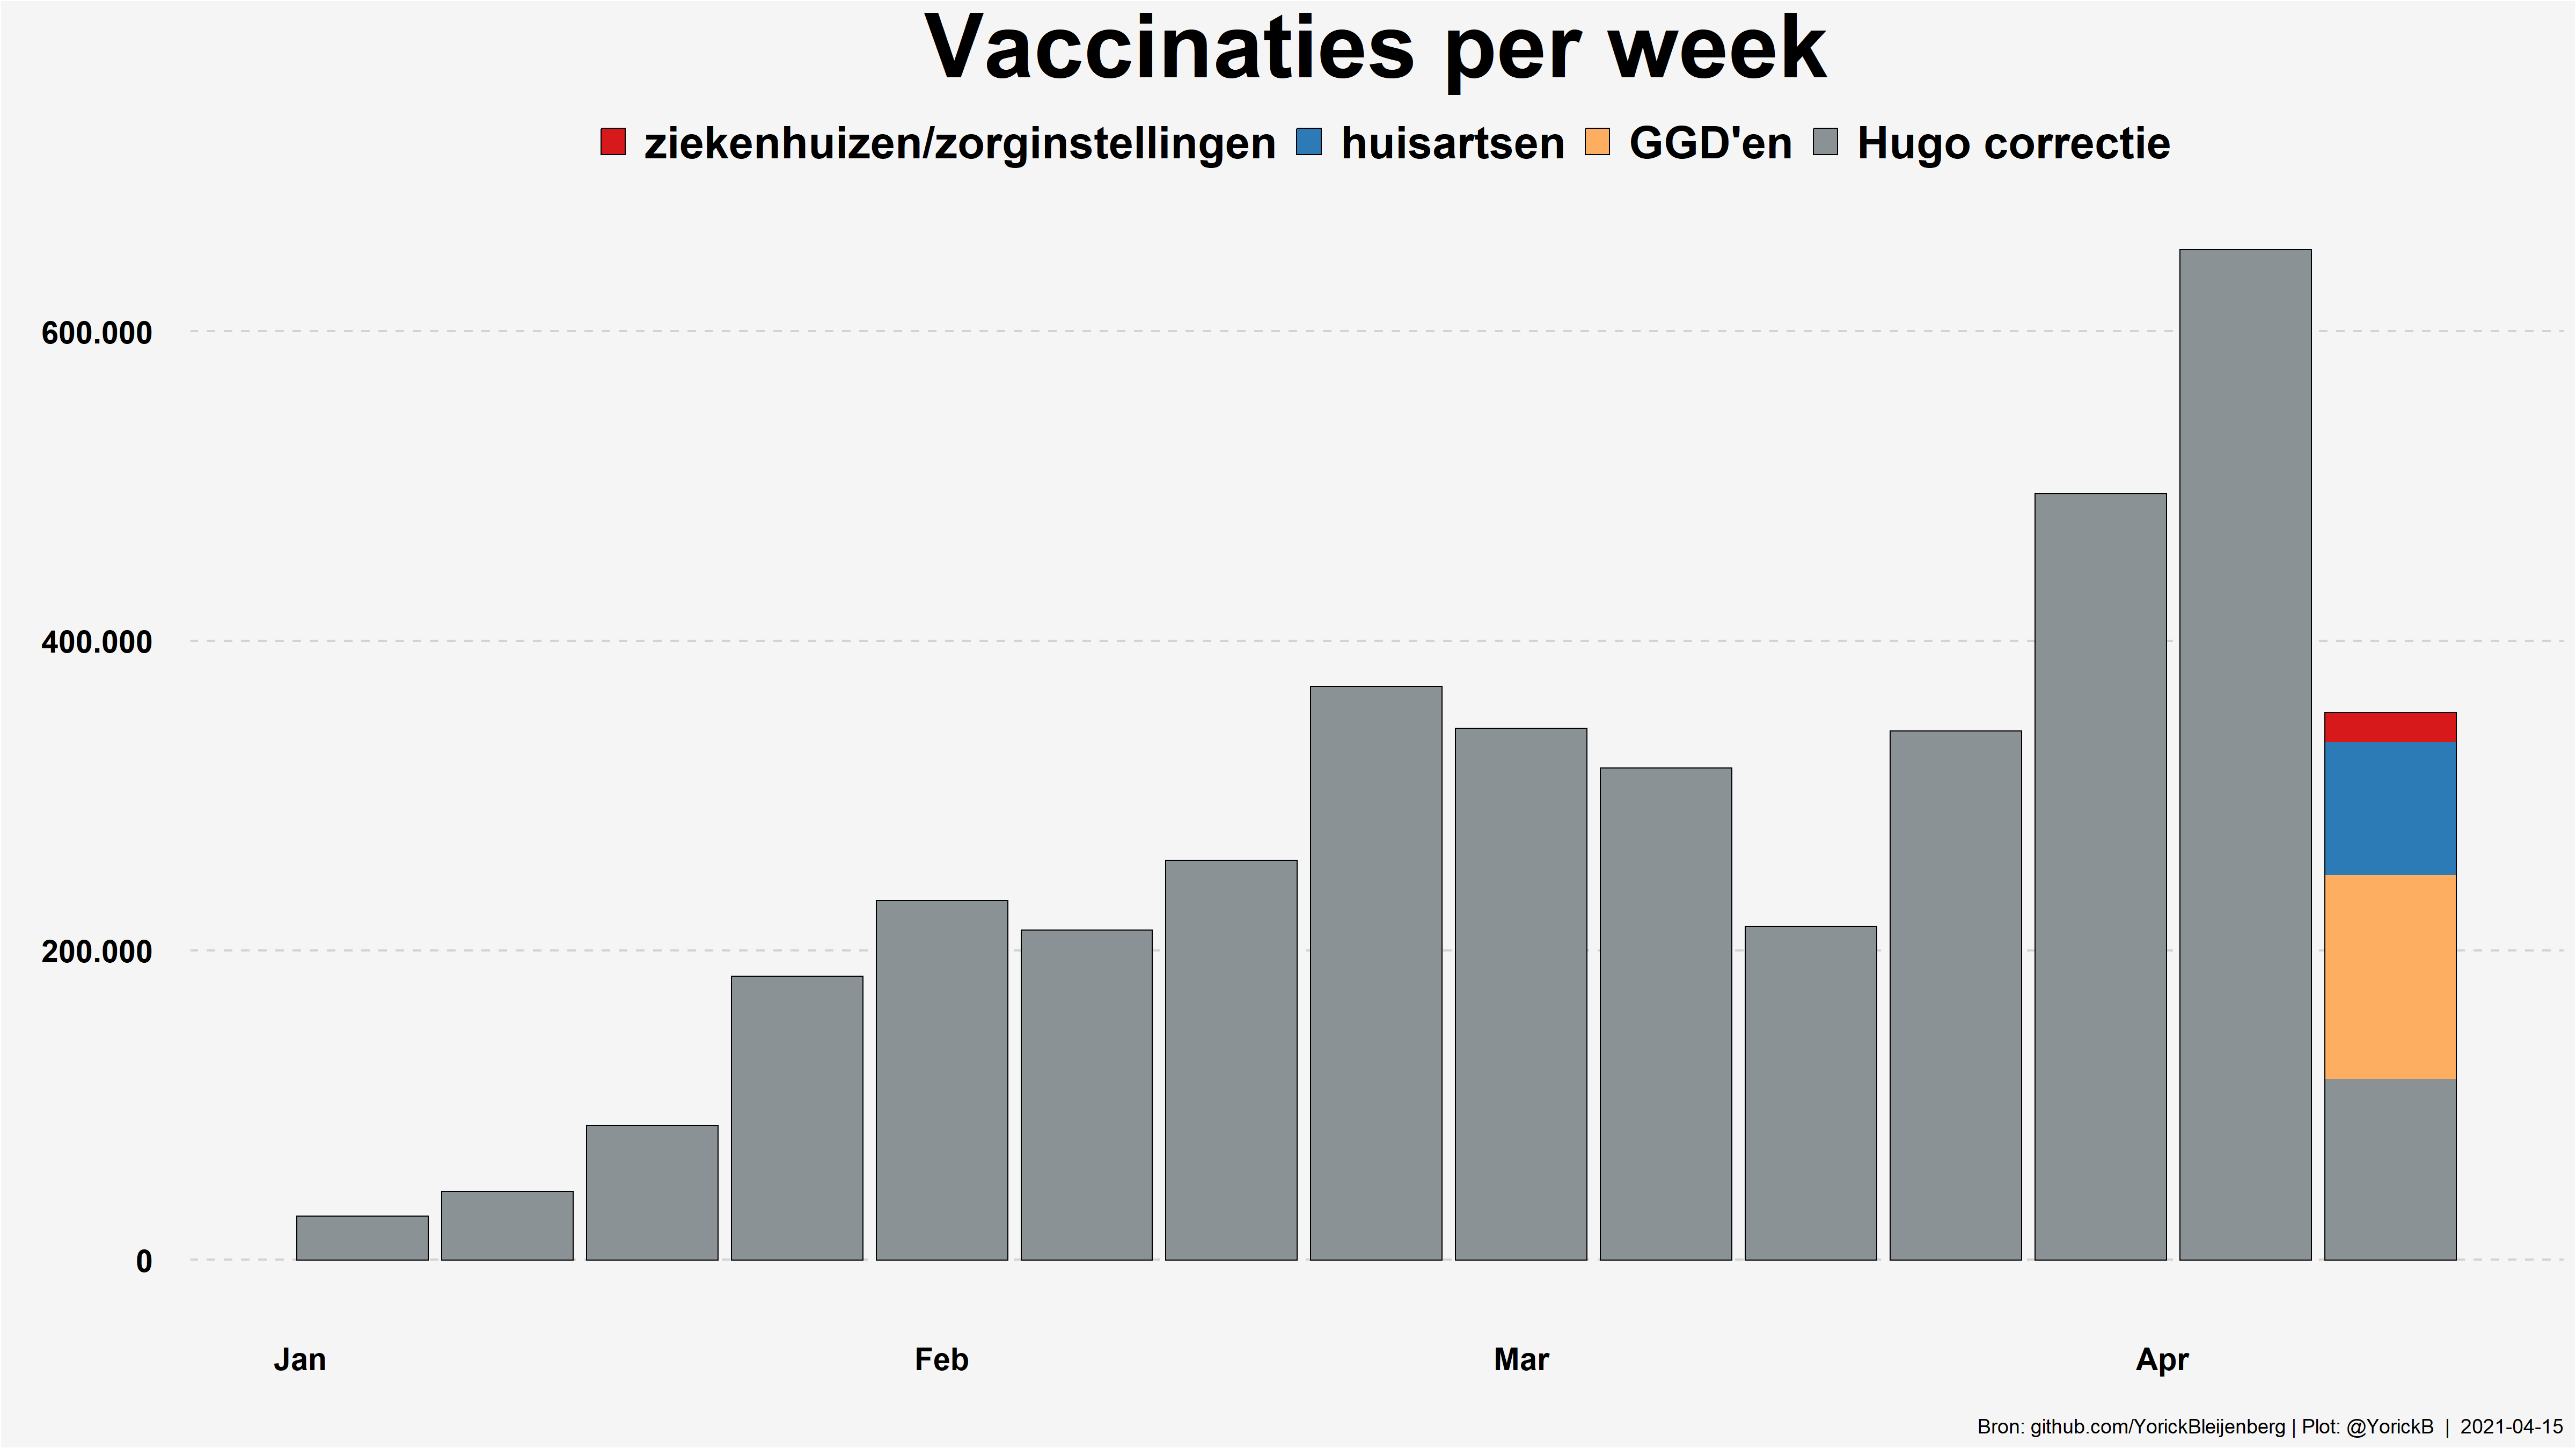 Vaccinaties per week
ziekenhuizen/zorginstellingen huisartsen GGD'en Hugo correctie
600.000
400.000
200.000
0
Jan Feb Mar Apr
Bron: github.com/YorickBleijenberg | Plot: @YorickB | 2021-04-15